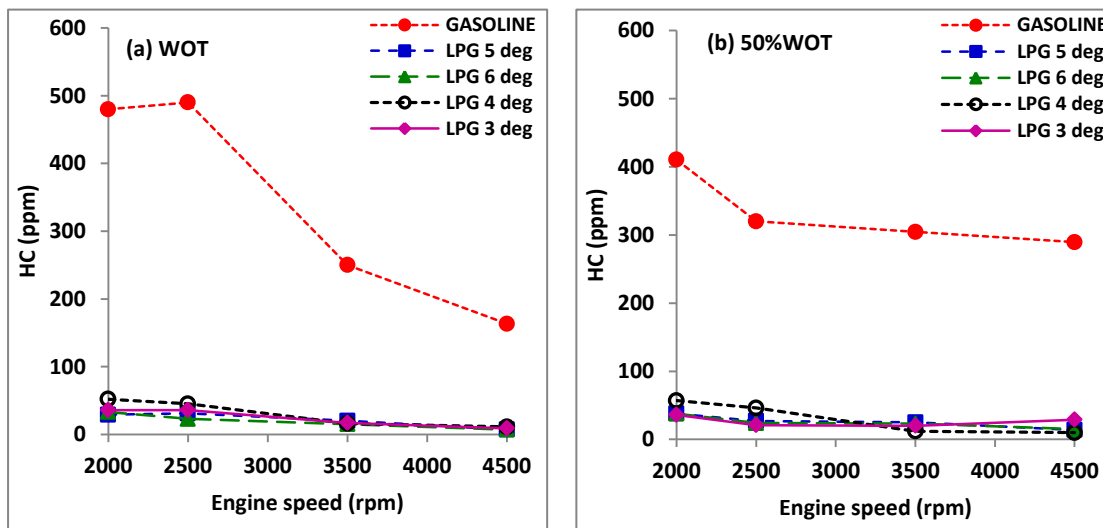 (a) WOT
GASOLINE
LPG 5 deg
LPG 6 deg
LPG 4 deg
LPG 3 deg
600
500
400
300
200
100
0
HC (ppm)
2000 2500 3000 3500 4000 4500
Engine speed (rpm)
(b) 50%WOT
GASOLINE
LPG 5 deg
LPG 6 deg
LPG 4 deg
LPG 3 deg
600
500
400
300
200
100
0
HC (ppm)
2000 2500 3000 3500 4000 4500
Engine speed (rpm)